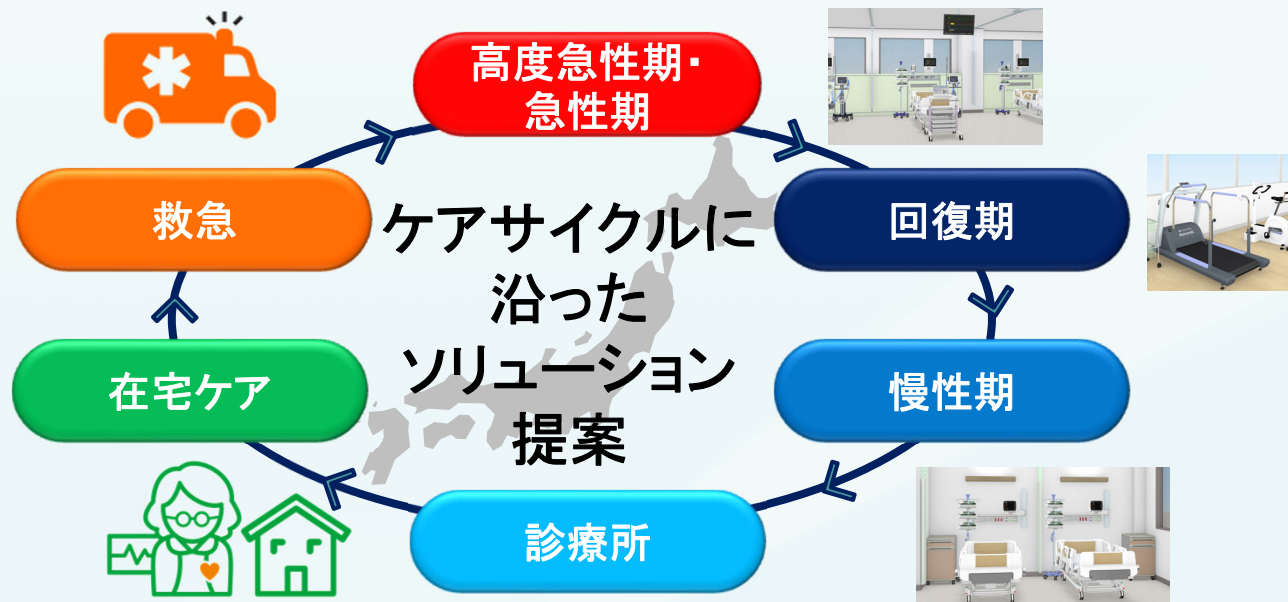 高度急性期・
急性期
救急
回復期
ケアサイクルに
沿った
ソリューション
提案
在宅ケア
慢性期
診療所